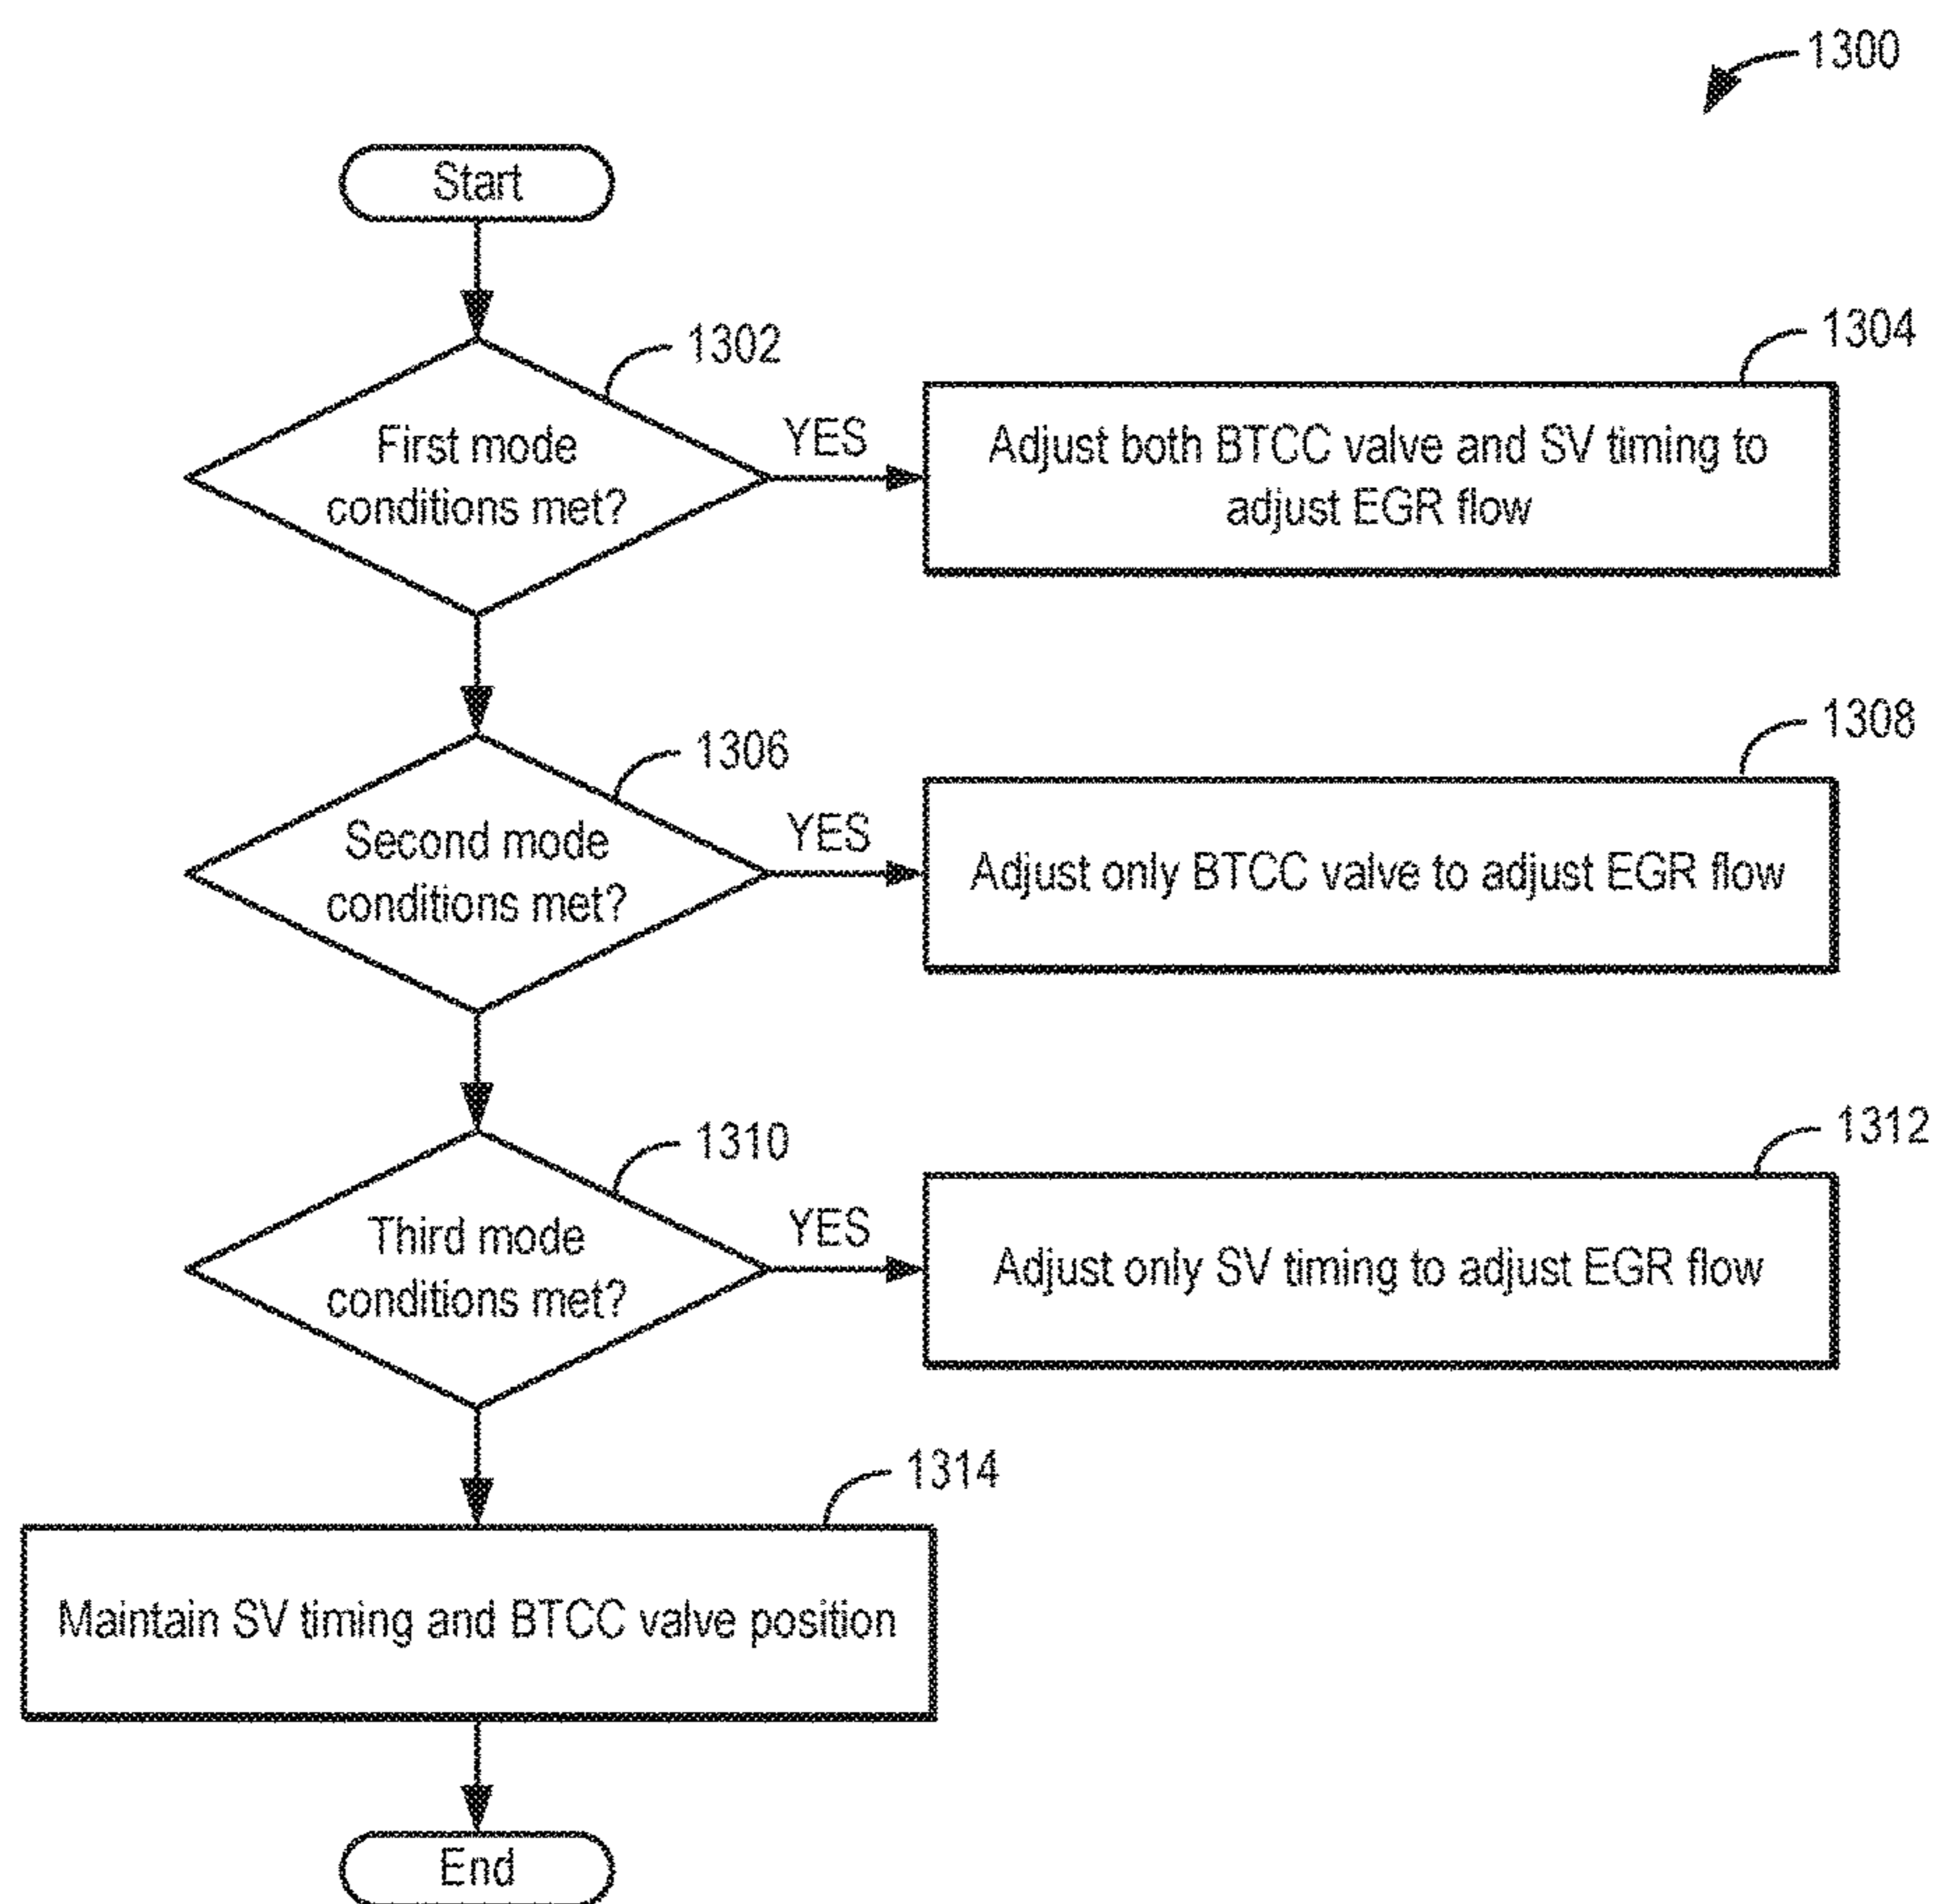 1300
Start
1302
First mode
conditions met?
YES
1304
Adjust both BTCC valve and SV timing to
adjust EGR flow
1306
Second mode
conditions met?
YES
1308
Adjust only BTCC valve to adjust EGR flow
1310
Third mode
conditions met?
YES
1312
Adjust only SV timing to adjust EGR flow
1314
Maintain SV timing and BTCC valve position
End